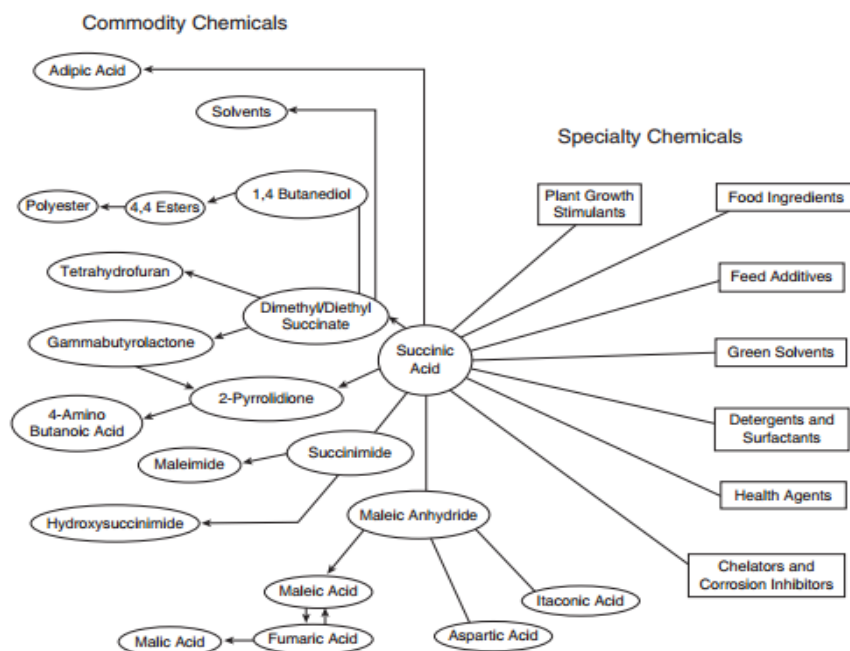 Commodity Chemicals
Adipic Acid
Solvents
Specialty Chemicals
1,4 Butanediol
Plant Growth
Stimulants
Food Ingredients
Polyester
4,4 Esters
Tetrahydrofuran
Feed Additives
Dimethyl/Diethyl
Succinate
Gammabutyrolactone
Succinic
Acid
Green Solvents
2-Pyrrolidione
4-Amino
Butanoic Acid
Detergents and
Surfactants
Succinimide
Maleimide
Health Agents
Hydroxysuccinimide
Maleic Anhydride
Chelators and
Corrosion Inhibitors
Maleic Acid
Itaconic Acid
Malic Acid
Fumaric Acid
Aspartic Acid